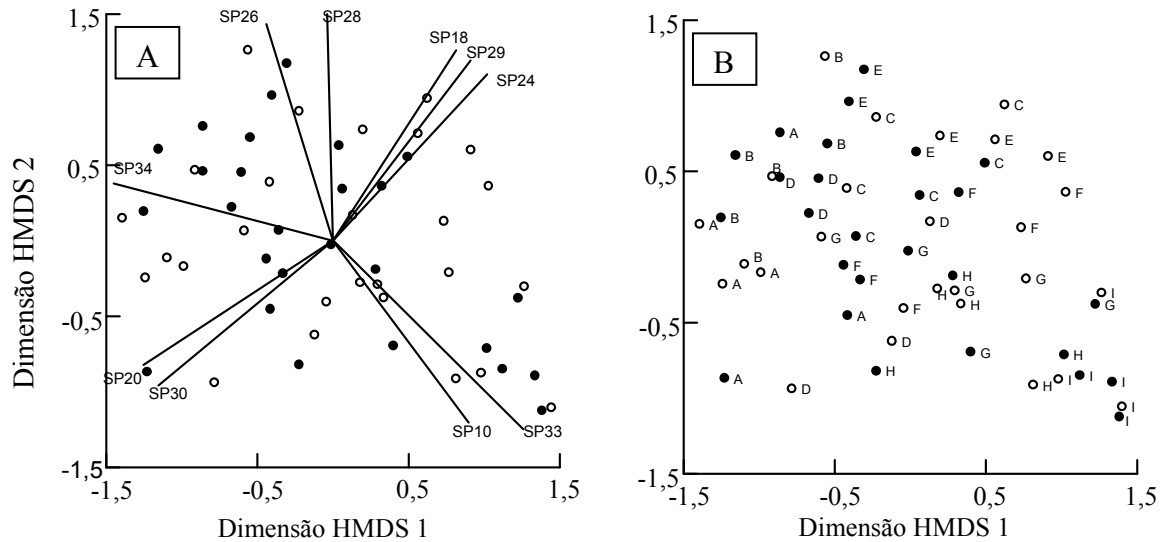 1,5
SP26
SP28
SP18
SP29
SP24
A
0,5
SP34
Dimensão HMDS 2
-0,5
SP20
SP30
SP10
SP33
-1,5
-1,5
-0,5
0,5
1,5
Dimensão HMDS 1
1,5
B
B
E
E
C
C
A
E
E
B
E
E
B
C
0,5
B
D
D
C
C
F
F
B
D
D
A
F
G
C
G
B
A
F
H
G
A
F
H
G
I
H
G
-0,5
A
F
D
G
H
H
A
D
H
I
I
I
I
I
-1,5
-1,5
-0,5
0,5
1,5
Dimensão HMDS 1